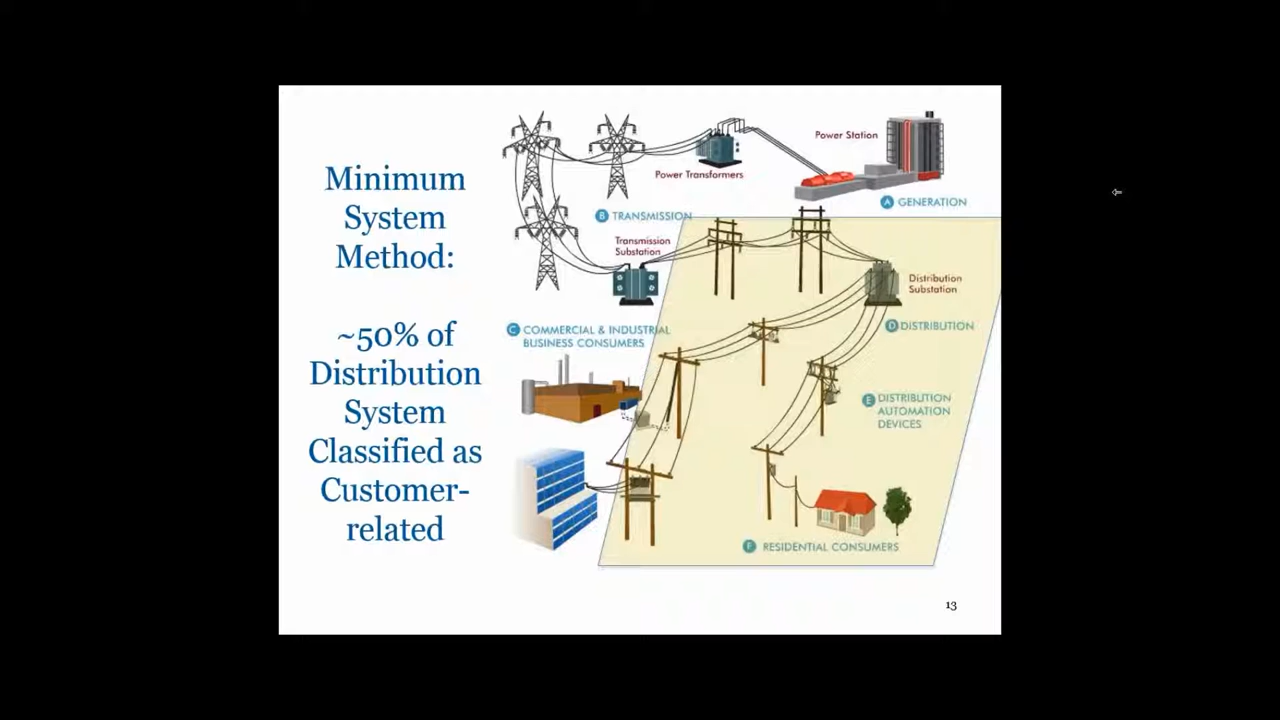 Minimum
System
Method:
~50% of
Distribution
System
Classified as
Customer-
related
Power Station
Power Transformers
A GENERATION
B TRANSMISSION
Transmission
Substation
Distribution
Substation
C COMMERCIAL & INDUSTRIAL
BUSINESS CONSUMERS
D DISTRIBUTION
E DISTRIBUTION
AUTOMATION
DEVICES
F RESIDENTIAL CONSUMERS
13